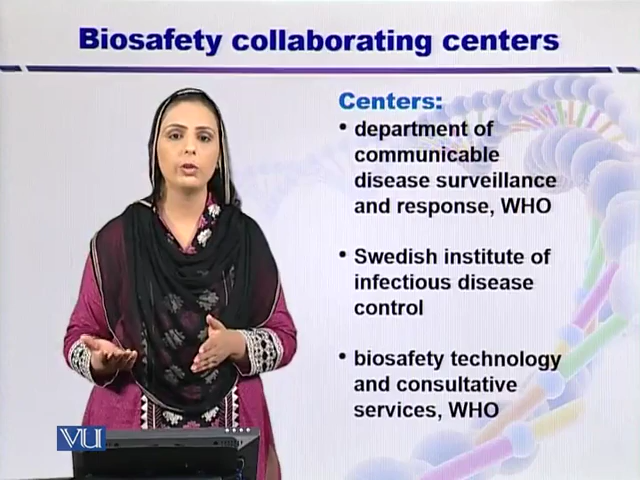 Biosafety collaborating centers
Centers:
• department of
communicable
disease surveillance
and response, WHO
• Swedish institute of
infectious disease
control
• biosafety technology
and consultative
services, WHO
VU